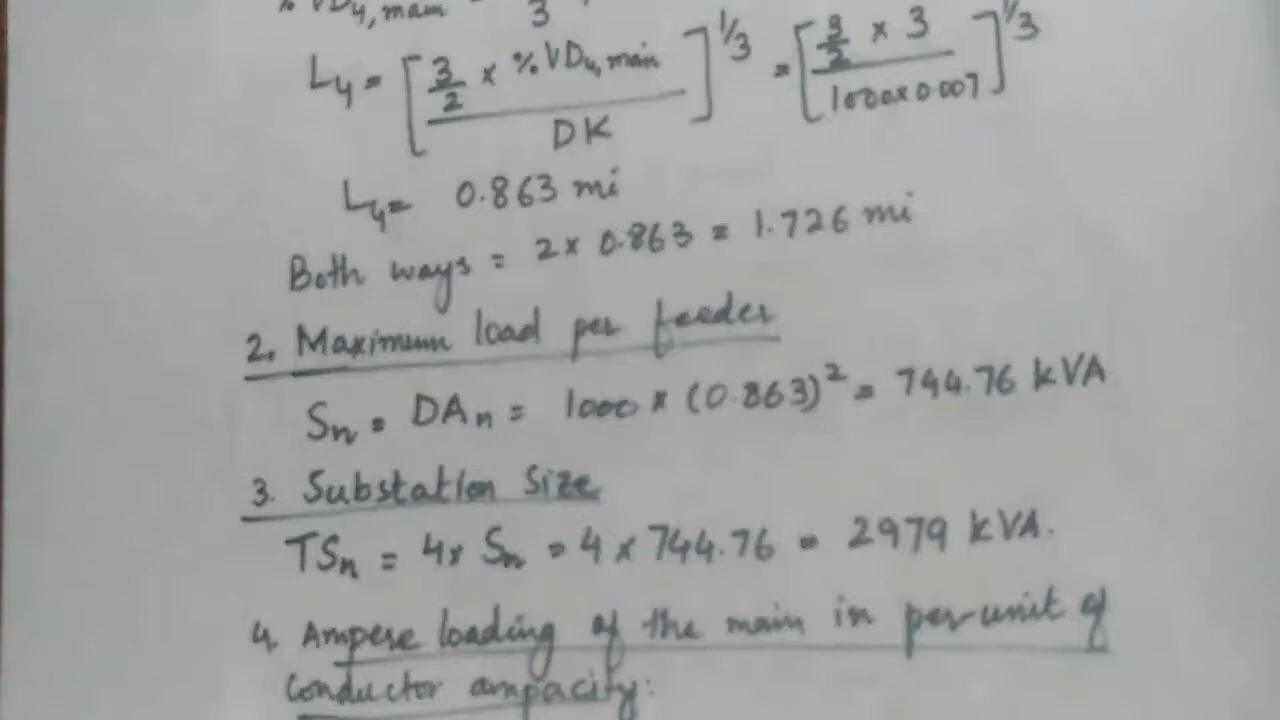 % VD4, main 3
L4 = [ 3/2 × % VD4, main / DK ]^1/3 = [ 3/2 × 3 / 1000 × 0.007 ]^1/3
L4 = 0.863 mi
Both ways = 2 × 0.863 = 1.726 mi
2. Maximum load per feeder
Sn = DAn = 1000 × (0.863)² = 744.76 kVA
3. Substation Size
TSn = 4 × Sn = 4 × 744.76 = 2979 kVA.
4. Ampere loading of the main in per-unit of
conductor ampacity: